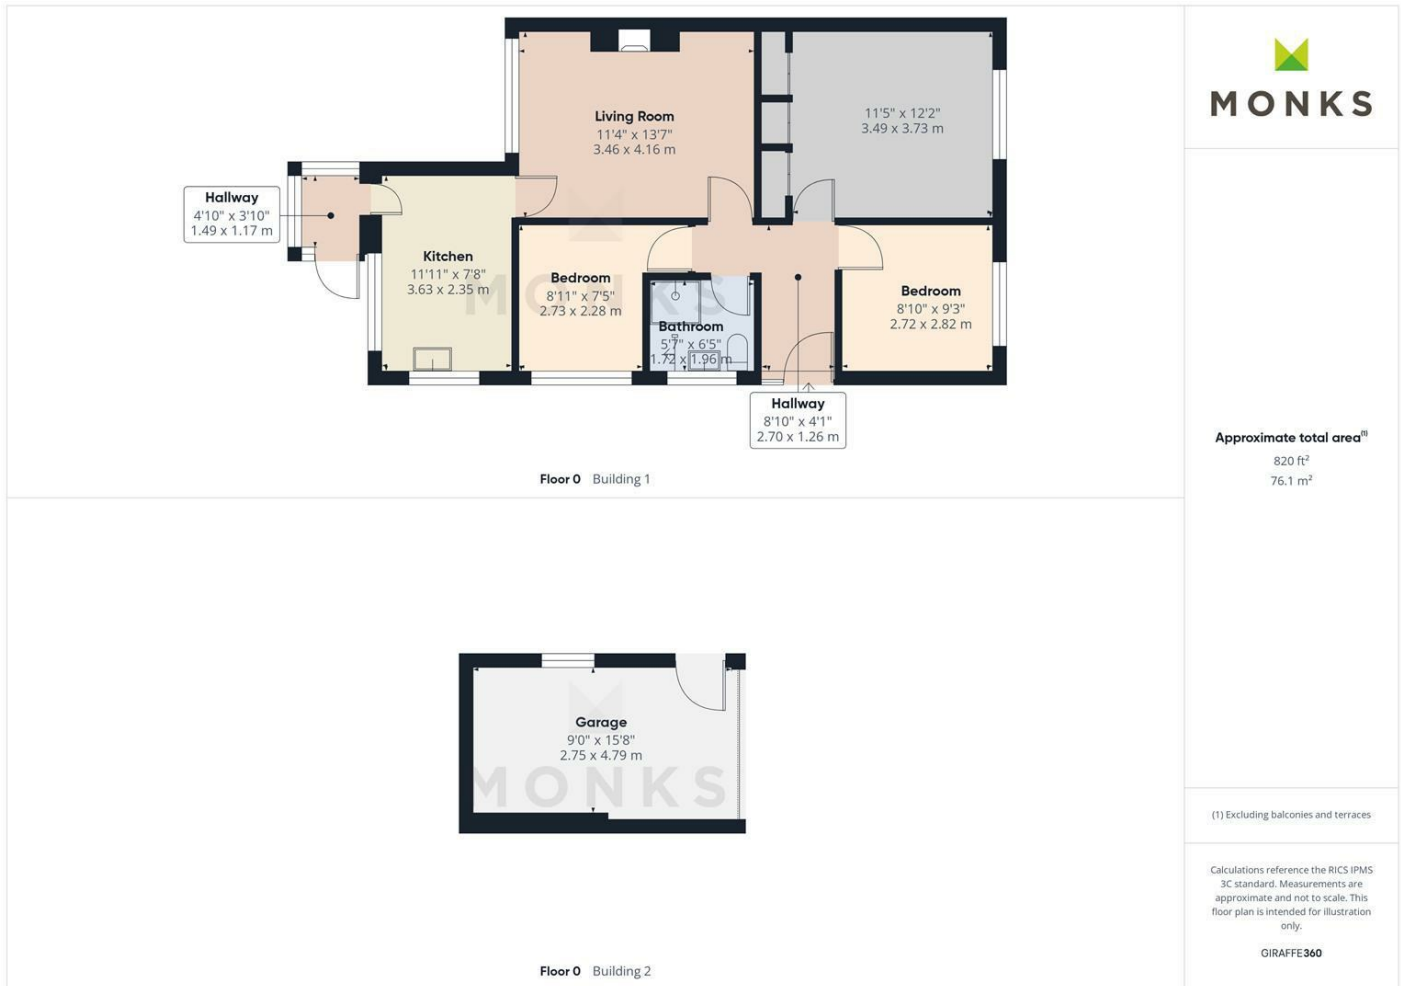 Living Room
11'4" x 13'7"
3.46 x 4.16 m
11'5" x 12'2"
3.49 x 3.73 m
Hallway
4'10" x 3'10"
1.49 x 1.17 m
Kitchen
11'11" x 7'8"
3.63 x 2.35 m
Bedroom
8'11" x 7'5"
2.73 x 2.28 m
Bathroom
5'7" x 6'5"
1.72 x 1.96 m
Bedroom
8'10" x 9'3"
2.72 x 2.82 m
Hallway
8'10" x 4'1"
2.70 x 1.26 m
MONKS
Floor 0 Building 1
Garage
9'0" x 15'8"
2.75 x 4.79 m
MONKS
Floor 0 Building 2
MONKS
Approximate total area(1)
820 ft²
76.1 m²
(1) Excluding balconies and terraces
Calculations reference the RICS IPMS
3C standard. Measurements are
approximate and not to scale. This
floor plan is intended for illustration
only.
GIRAFFE360